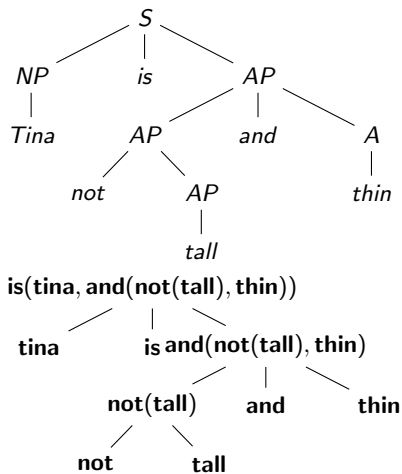 S
NP is AP
Tina AP and A
not AP thin
tall
is(tina, and(not(tall), thin))
tina is and(not(tall), thin)
not(tall) and thin
not tall